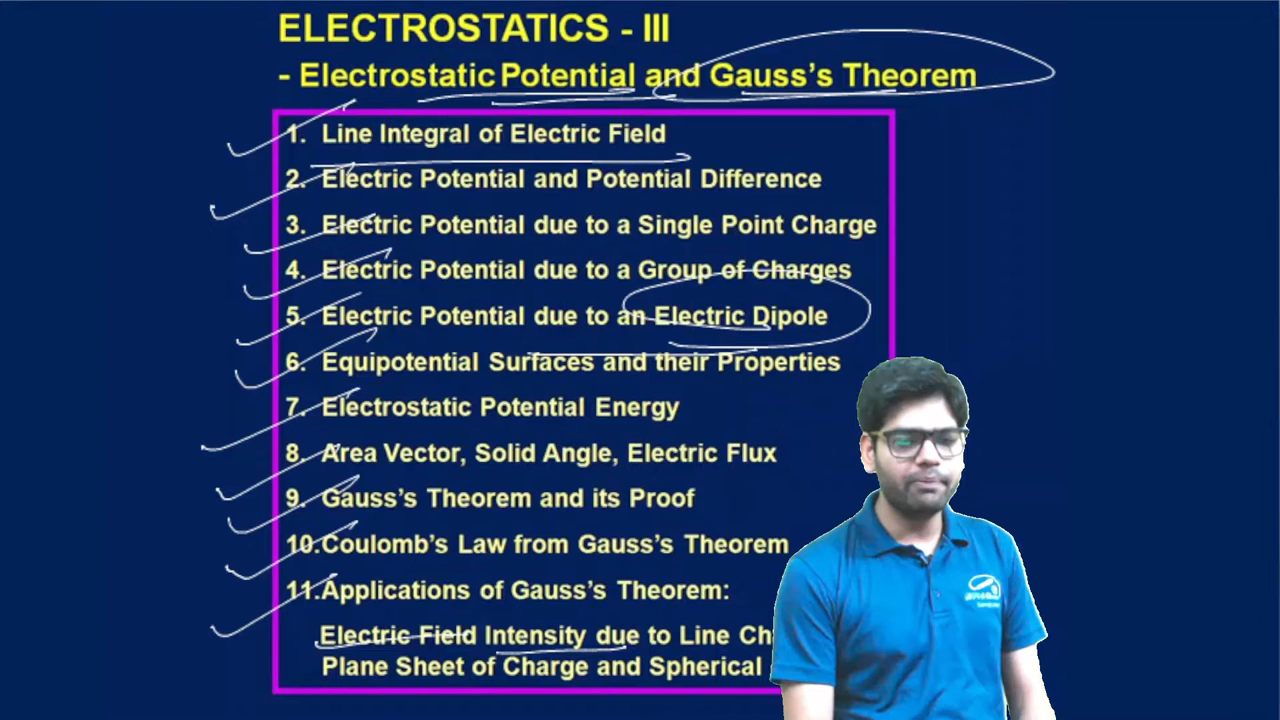 ELECTROSTATICS - III
- Electrostatic Potential and Gauss's Theorem
1. Line Integral of Electric Field
2. Electric Potential and Potential Difference
3. Electric Potential due to a Single Point Charge
4. Electric Potential due to a Group of Charges
5. Electric Potential due to an Electric Dipole
6. Equipotential Surfaces and their Properties
7. Electrostatic Potential Energy
8. Area Vector, Solid Angle, Electric Flux
9. Gauss's Theorem and its Proof
10.Coulomb's Law from Gauss's Theorem
11.Applications of Gauss's Theorem:
Electric Field Intensity due to Line
Plane Sheet of Charge and Spherical